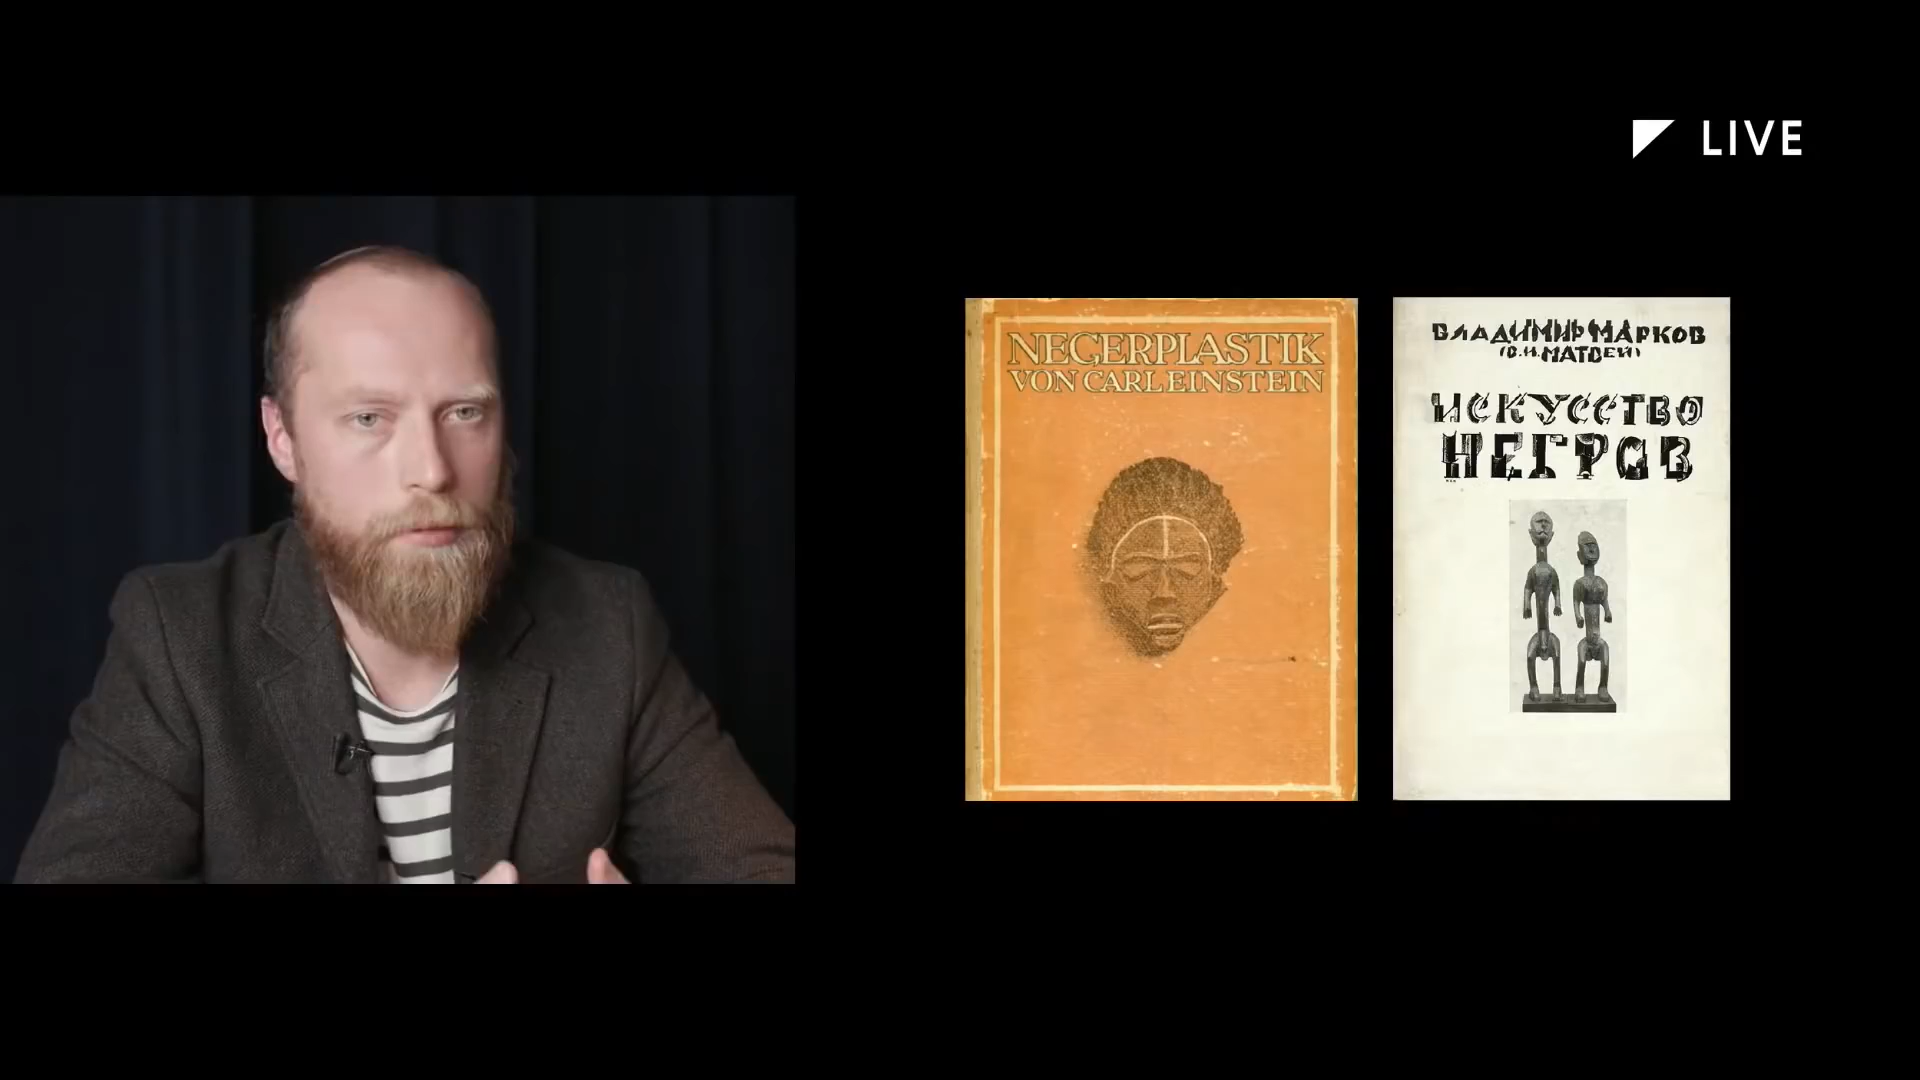 LIVE
NEGERPLASTIK
VON CARL EINSTEIN
ВЛАДИМИР МАРКОВ
(В.И. МАТВЕЙ)
ИСКУССТВО
НЕГРОВ